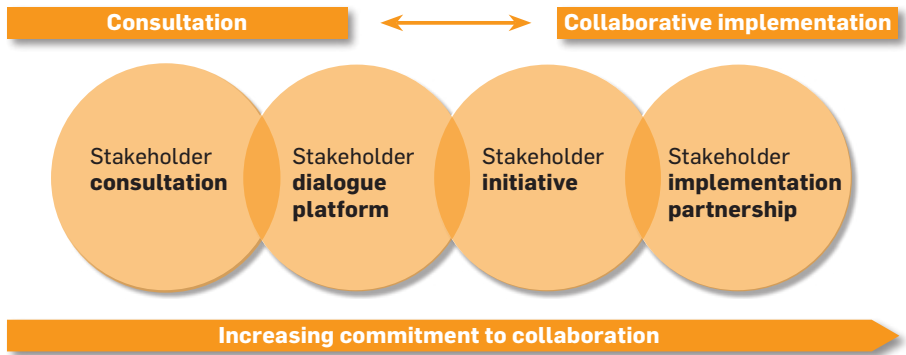 Consultation
Collaborative implementation
Stakeholder
consultation
Stakeholder
dialogue
platform
Stakeholder
initiative
Stakeholder
implementation
partnership
Increasing commitment to collaboration